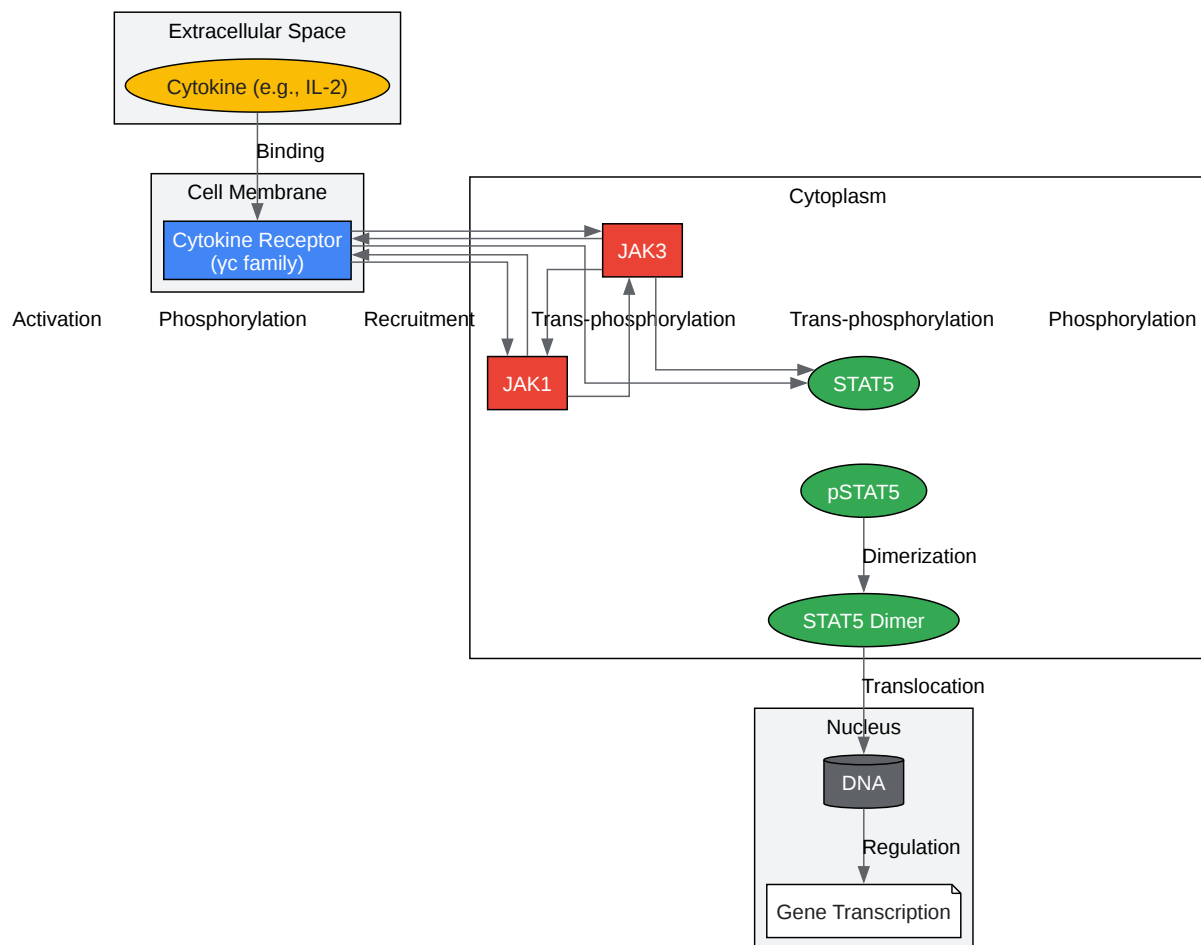 Extracellular Space
Cytokine (e.g., IL-2)
Binding
Cell Membrane
Cytoplasm
Cytokine Receptor
(γc family)
JAK3
Activation
Phosphorylation
Recruitment
Trans-phosphorylation
Trans-phosphorylation
Phosphorylation
JAK1
STAT5
pSTAT5
Dimerization
STAT5 Dimer
Translocation
Nucleus
DNA
Regulation
Gene Transcription